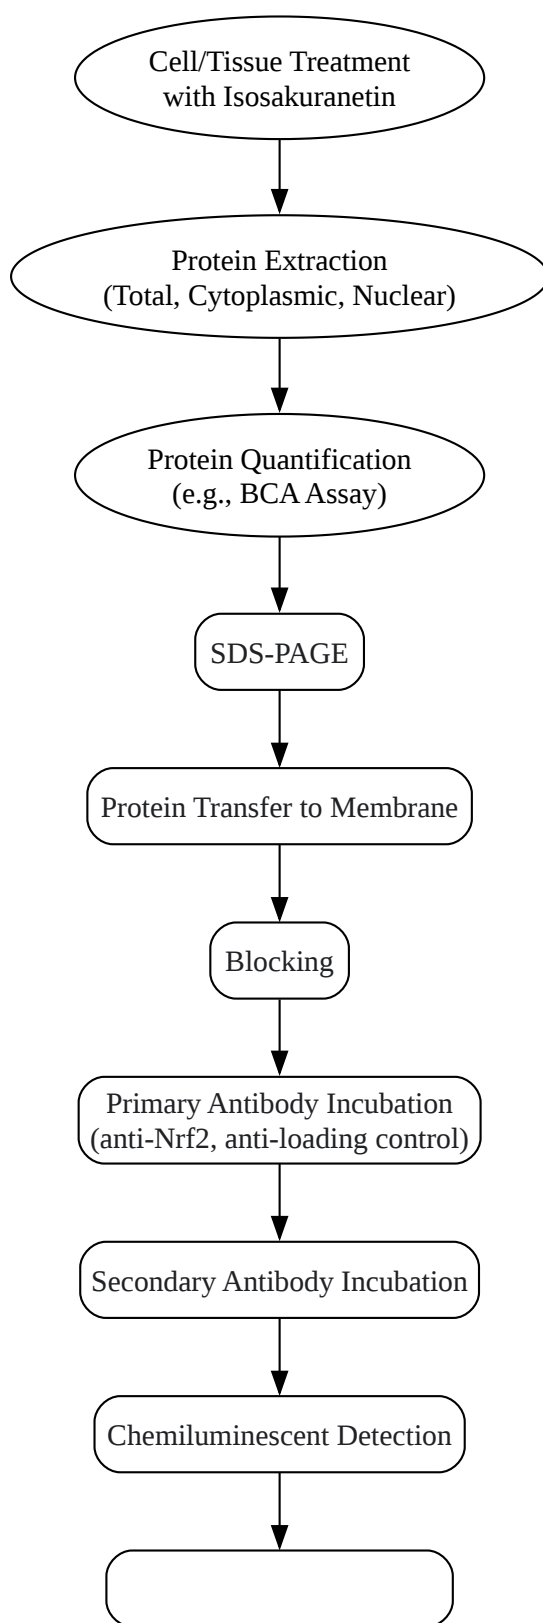 Cell/Tissue Treatment
with Isosakuranetin
Protein Extraction
(Total, Cytoplasmic, Nuclear)
Protein Quantification
(e.g., BCA Assay)
SDS-PAGE
Protein Transfer to Membrane
Blocking
Primary Antibody Incubation
(anti-Nrf2, anti-loading control)
Secondary Antibody Incubation
Chemiluminescent Detection